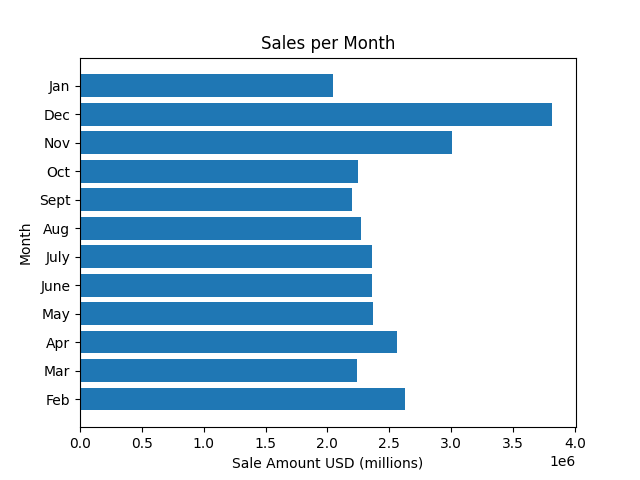 Sales per Month
Jan
Dec
Nov
Oct
Sept
Aug
July
June
May
Apr
Mar
Feb
Month
0.0 0.5 1.0 1.5 2.0 2.5 3.0 3.5 4.0
Sale Amount USD (millions)
1e6